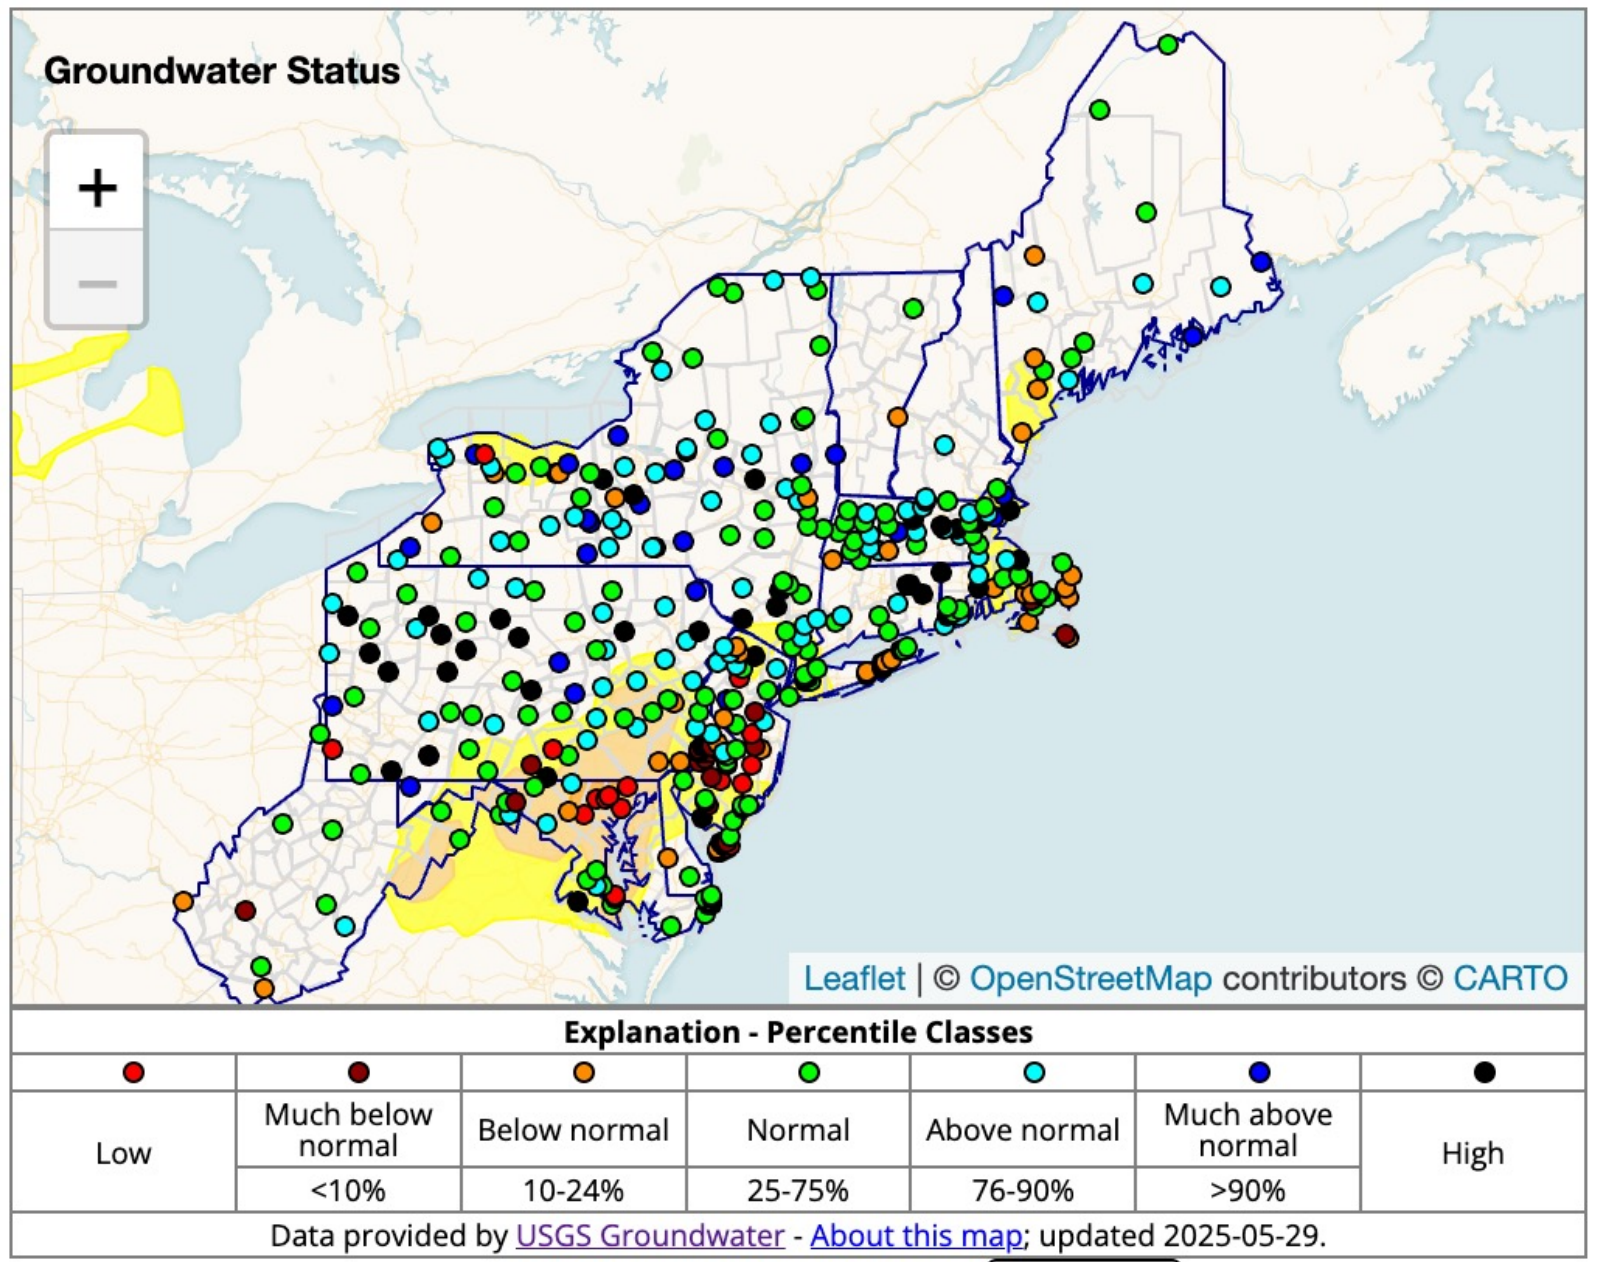 Groundwater Status
+
−
Leaflet | © OpenStreetMap contributors © CARTO
Explanation - Percentile Classes
Low
Much below normal
Below normal
Normal
Above normal
Much above normal
High
<10%
10-24%
25-75%
76-90%
>90%
Data provided by USGS Groundwater - About this map; updated 2025-05-29.